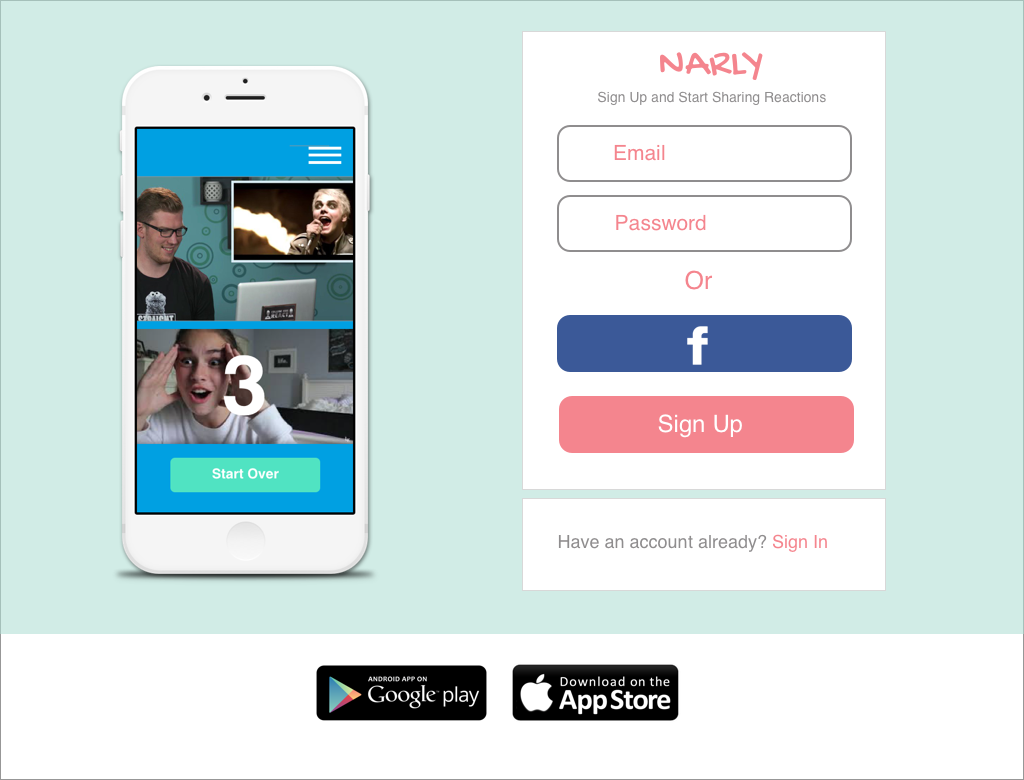 NARLY
Sign Up and Start Sharing Reactions
Email
Password
Or
f
Sign Up
Have an account already? Sign In
STRAIGHT
3
Start Over
ANDROID APP ON
Google play
Download on the
App Store